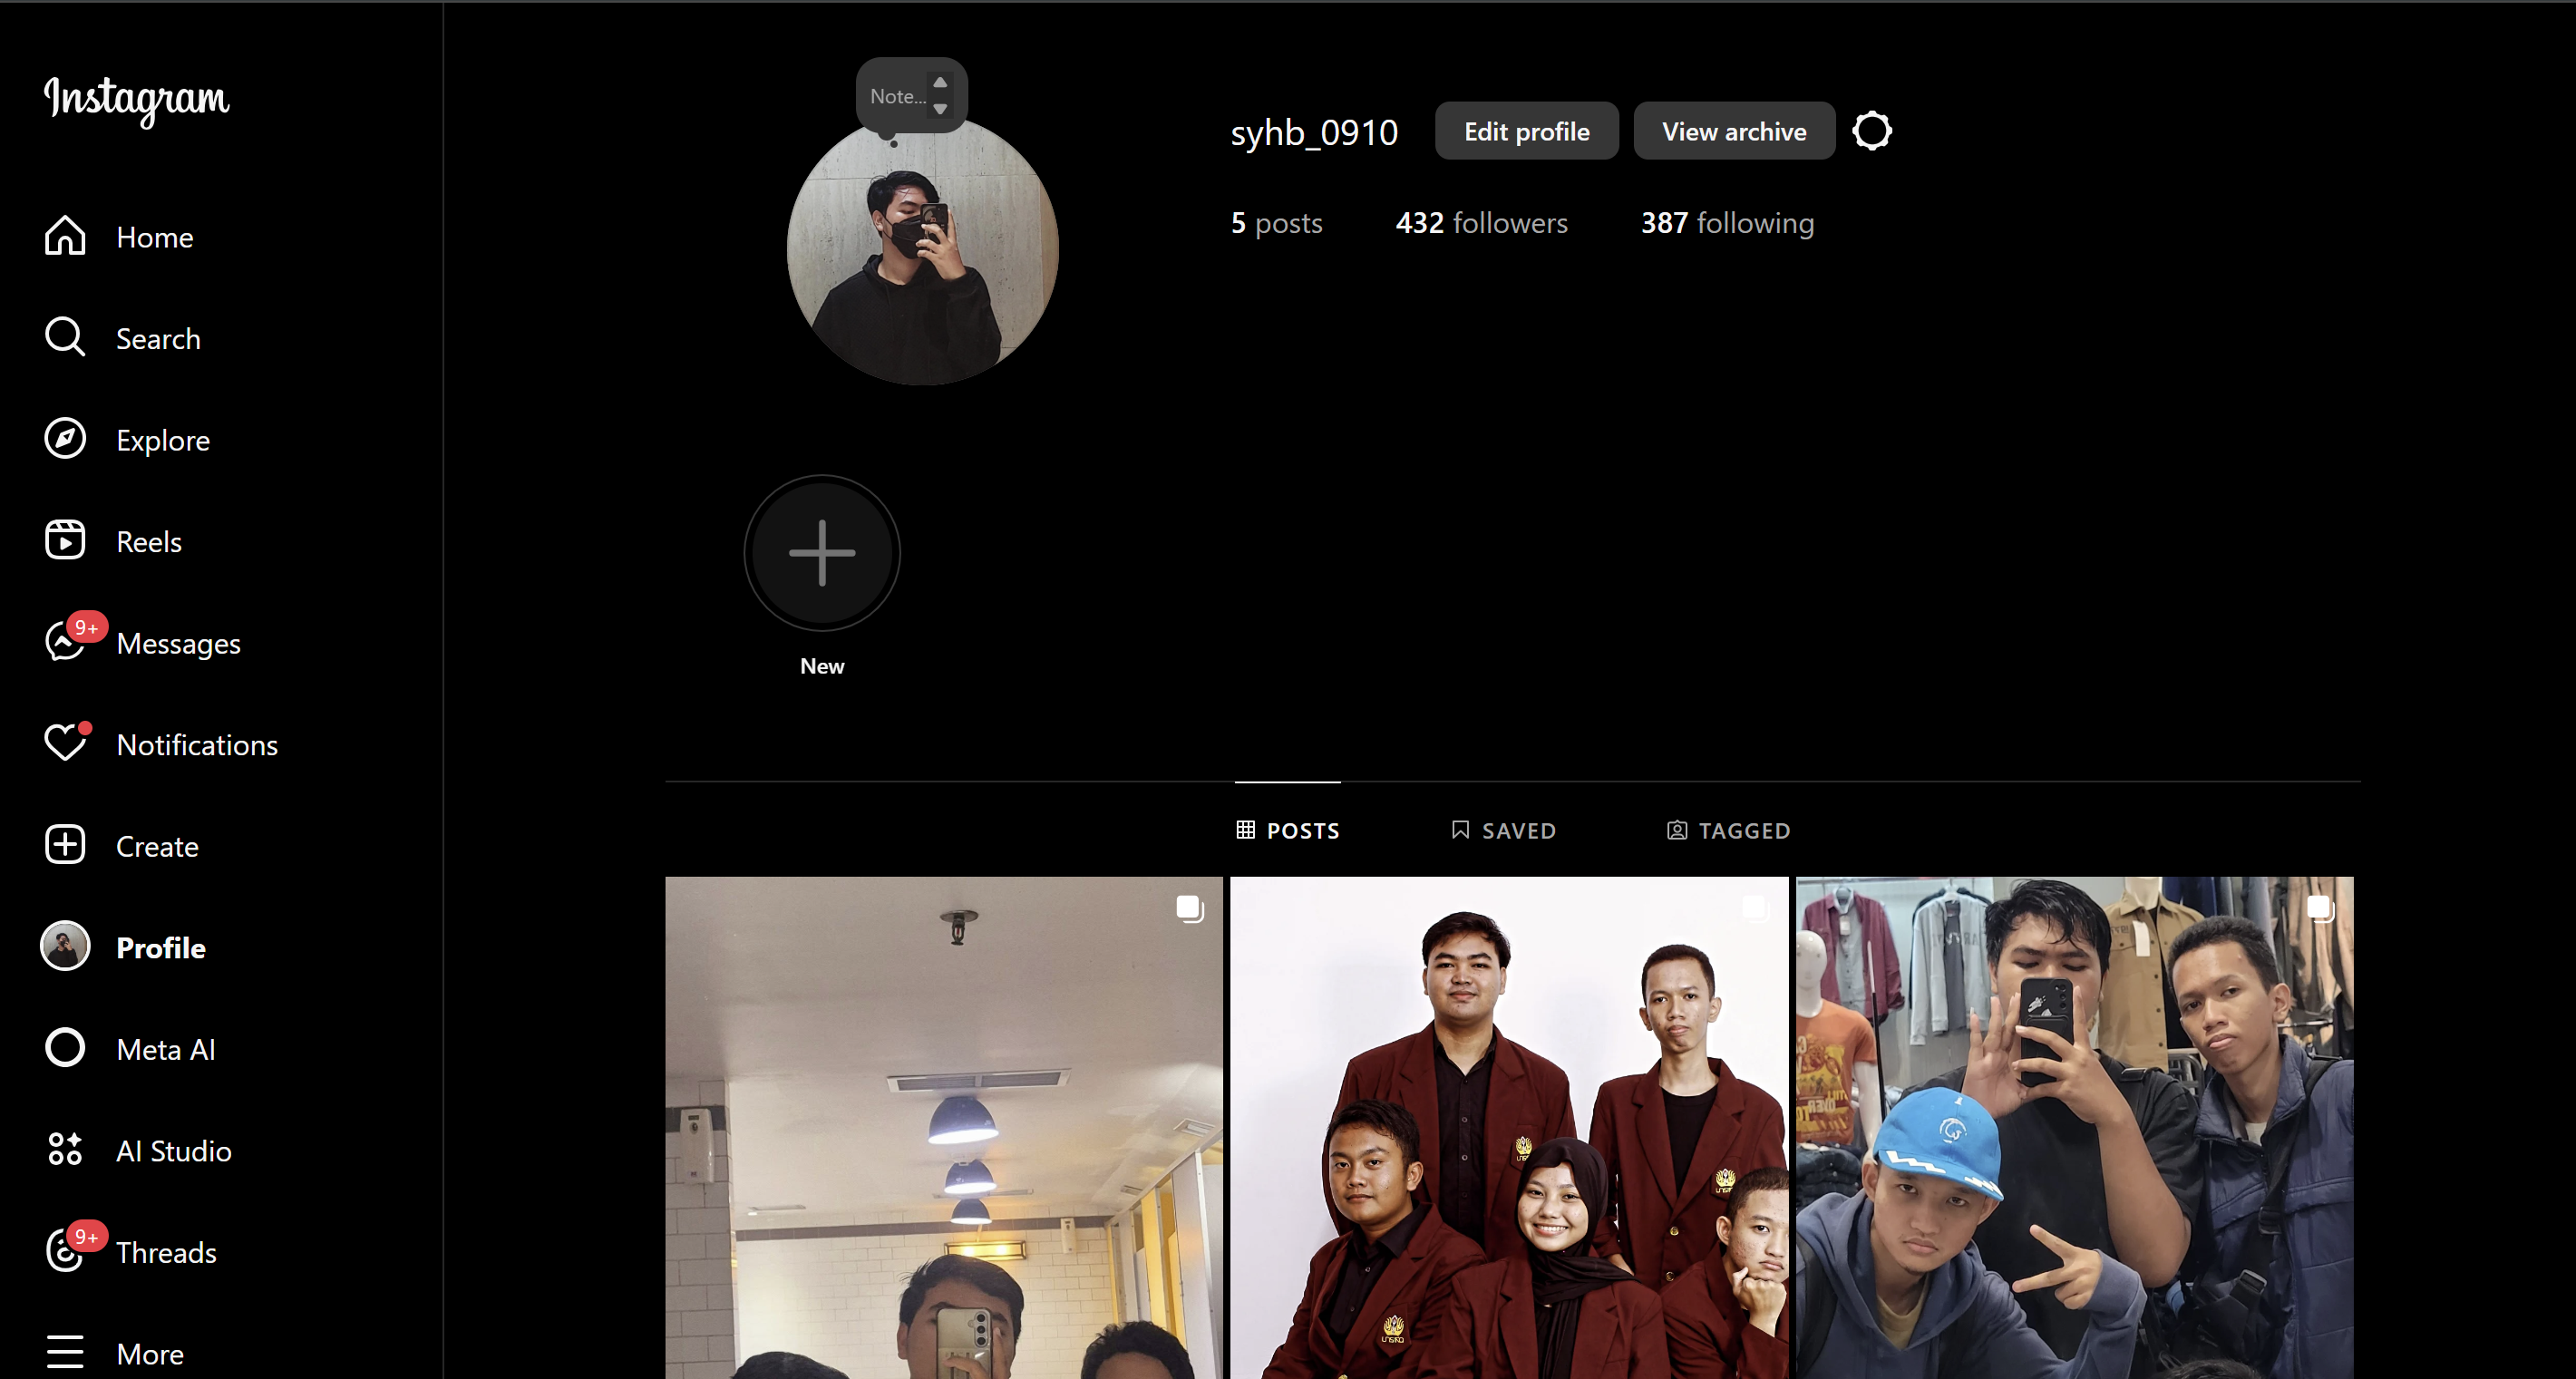 Instagram
Home
Search
Explore
Reels
9+
Messages
Notifications
Create
Profile
Meta AI
AI Studio
9+
Threads
More
Note...
syhb_0910
Edit profile
View archive
5 posts
432 followers
387 following
New
POSTS
SAVED
TAGGED